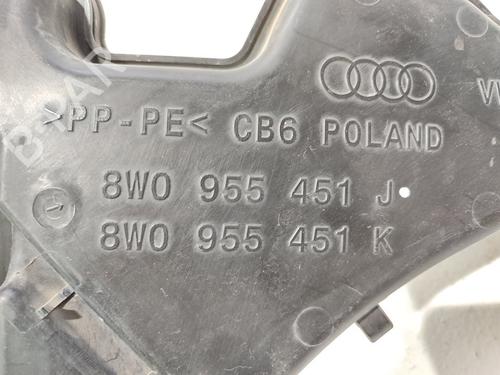 >PP-PE< CB6 POLAND
8W0 955 451 J
8W0 955 451 K